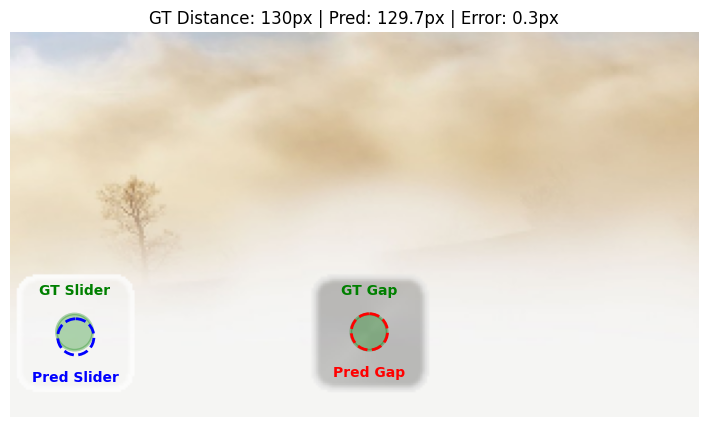 GT Distance: 130px | Pred: 129.7px | Error: 0.3px
GT Slider
GT Gap
Pred Slider
Pred Gap